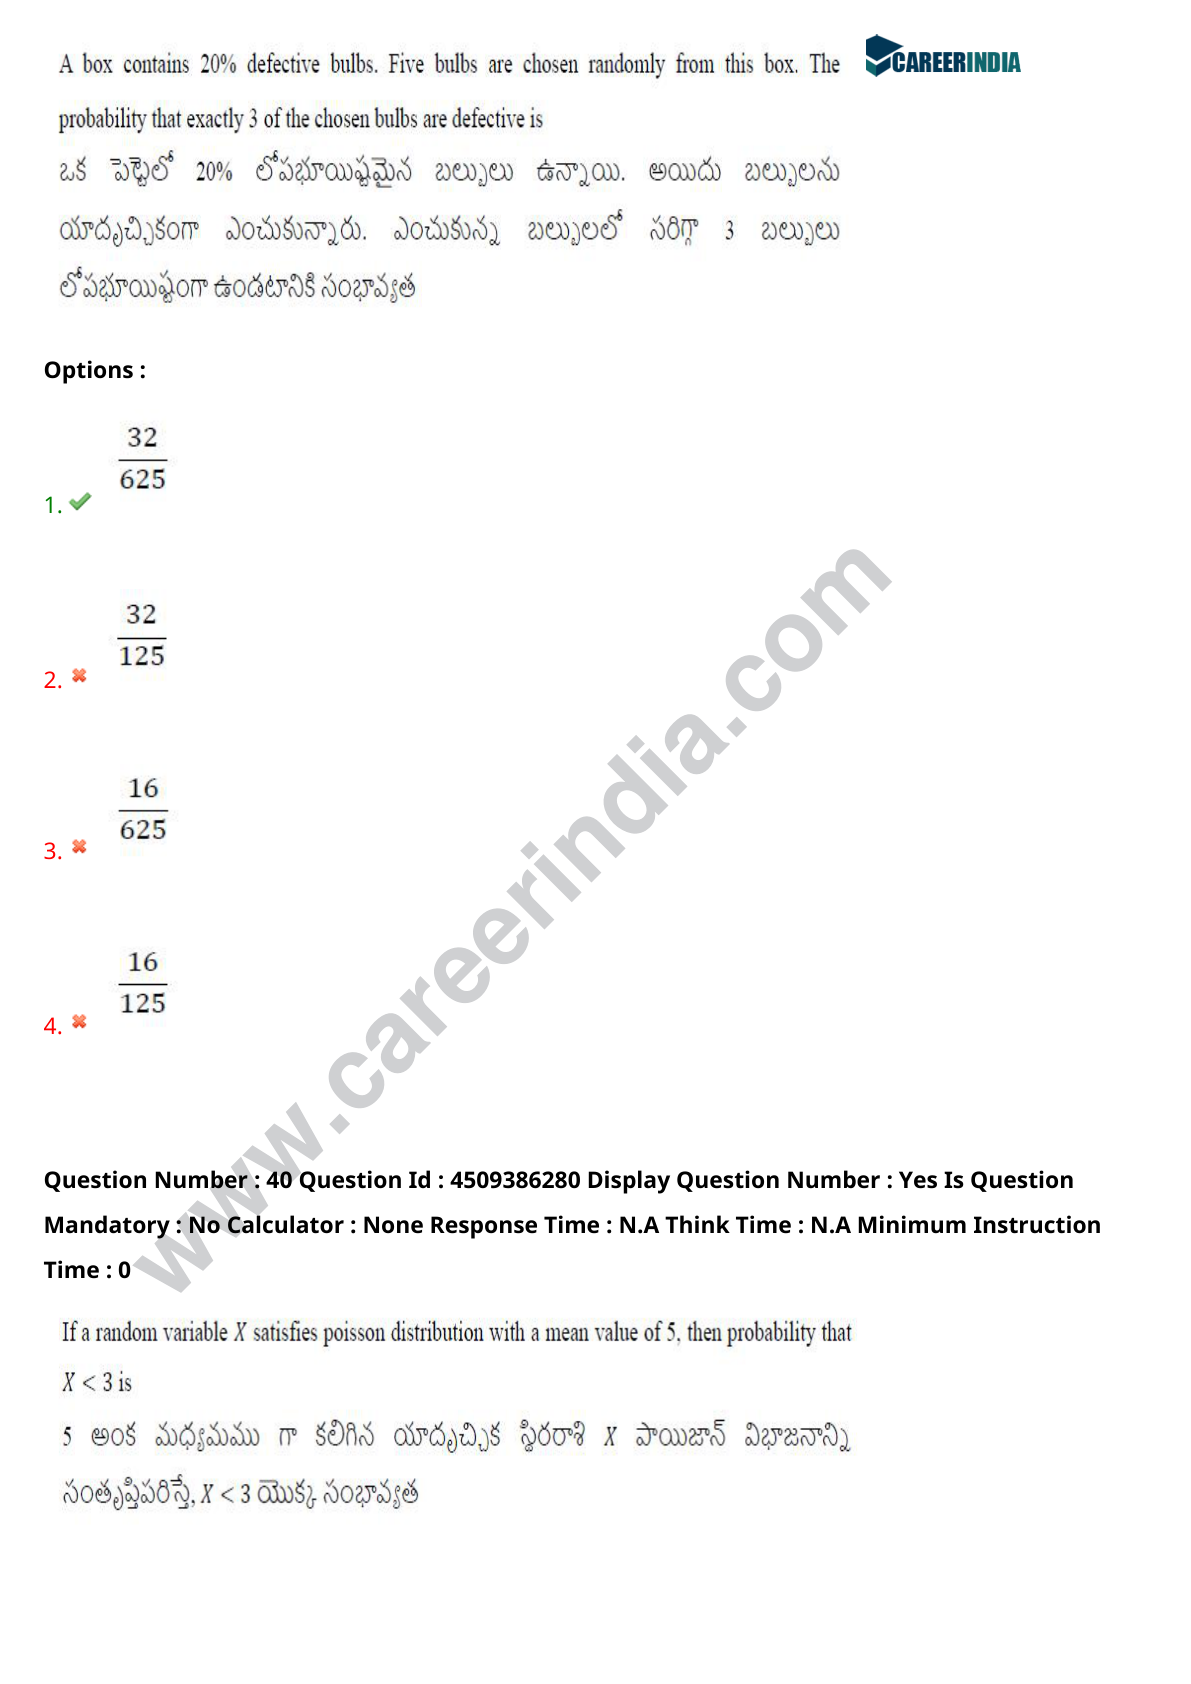 CAREERINDIA
A box contains 20% defective bulbs. Five bulbs are chosen randomly from this box. The
probability that exactly 3 of the chosen bulbs are defective is
ఒక పెట్టెలో 20% లోపభూయిష్టమైన బల్బులు ఉన్నాయి. అయిదు బల్బులను
యాదృచ్ఛికంగా ఎంచుకున్నారు. ఎంచుకున్న బల్బులలో సరిగ్గా 3 బల్బులు
లోపభూయిష్టంగా ఉండటానికి సంభావ్యత
Options :
32
625
1.
32
125
2.
16
625
3.
16
125
4.
www.careerindia.com
Question Number : 40 Question Id : 4509386280 Display Question Number : Yes Is Question
Mandatory : No Calculator : None Response Time : N.A Think Time : N.A Minimum Instruction
Time : 0
If a random variable X satisfies poisson distribution with a mean value of 5, then probability that
X < 3 is
5 అంక మధ్యమము గా కలిగిన యాదృచ్ఛిక స్థిరరాశి X పాయిజాన్ విభాజనాన్ని
సంతృప్తిపరిస్తే, X < 3 యొక్క సంభావ్యత